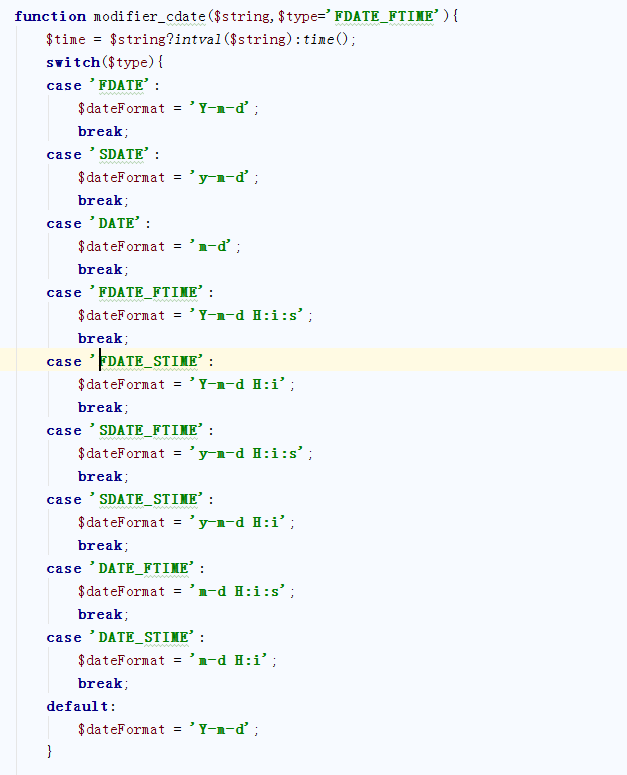 function modifier_cdate($string,$type='FDATE_FTIME'){
    $time = $string?intval($string):time();
    switch($type){
    case 'FDATE':
        $dateFormat = 'Y-m-d';
        break;
    case 'SDATE':
        $dateFormat = 'y-m-d';
        break;
    case 'DATE':
        $dateFormat = 'm-d';
        break;
    case 'FDATE_FTIME':
        $dateFormat = 'Y-m-d H:i:s';
        break;
    case 'FDATE_STIME':
        $dateFormat = 'Y-m-d H:i';
        break;
    case 'SDATE_FTIME':
        $dateFormat = 'y-m-d H:i:s';
        break;
    case 'SDATE_STIME':
        $dateFormat = 'y-m-d H:i';
        break;
    case 'DATE_FTIME':
        $dateFormat = 'm-d H:i:s';
        break;
    case 'DATE_STIME':
        $dateFormat = 'm-d H:i';
        break;
    default:
        $dateFormat = 'Y-m-d';
    }